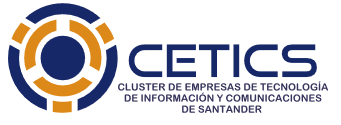 CETICS
CLUSTER DE EMPRESAS DE TECNOLOGÍA
DE INFORMACIÓN Y COMUNICACIONES
DE SANTANDER